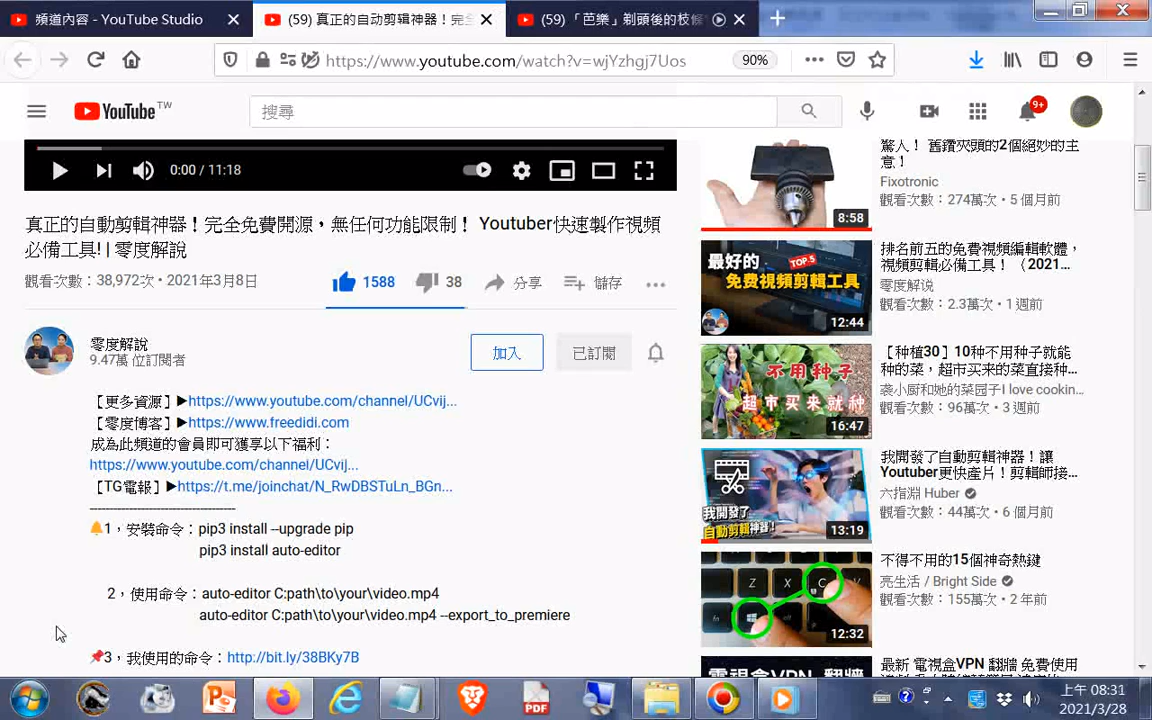 頻道內容 - YouTube Studio
(59) 真正的自动剪辑神器！完全
(59) 「芭樂」剃頭後的枝條
https://www.youtube.com/watch?v=wjYzhgj7Uos
90%
YouTube TW
搜尋
9+
0:00 / 11:18
真正的自動剪輯神器！完全免費開源，無任何功能限制！ Youtuber快速製作視頻
必備工具! | 零度解說
觀看次數：38,972次 • 2021年3月8日
1588
38
分享
儲存
零度解說
9.47萬 位訂閱者
加入
已訂閱
【更多資源】▶https://www.youtube.com/channel/UCvij...
【零度博客】▶https://www.freedidi.com
成為此頻道的會員即可獲享以下福利：
https://www.youtube.com/channel/UCvij...
【TG電報】▶https://t.me/joinchat/N_RwDBSTuLn_BGn...
------------------------------------
🔔1，安裝命令：pip3 install --upgrade pip
pip3 install auto-editor
2，使用命令：auto-editor C:path\to\your\video.mp4
auto-editor C:path\to\your\video.mp4 --export_to_premiere
📌3，我使用的命令：http://bit.ly/38BKy7B
驚人！ 舊鑽夾頭的2個絕妙的主
意！
Fixotronic
觀看次數：274萬次 • 5 個月前
8:58
最好的 TOP 5
免费視頻剪辑工具
12:44
排名前五的免費視頻編輯軟體，
視頻剪輯必備工具！ （2021...
零度解说
觀看次數：2.3萬次 • 1 週前
不用种子
超市买来就种
16:47
【种植30】10种不用种子就能
种的菜，超市买来的菜直接种...
裘小厨和她的菜园子I love cookin...
觀看次數：96萬次 • 3 週前
我開發了
自動剪輯神器！
13:19
我開發了自動剪輯神器！讓
Youtuber更快產片！剪輯師接...
六指淵 Huber
觀看次數：44萬次 • 6 個月前
Z X C V
fn
12:32
不得不用的15個神奇熱鍵
亮生活 / Bright Side
觀看次數：155萬次 • 2 年前
最新 電視盒VPN 翻牆 免費使用
PDF
上午 08:31
2021/3/28